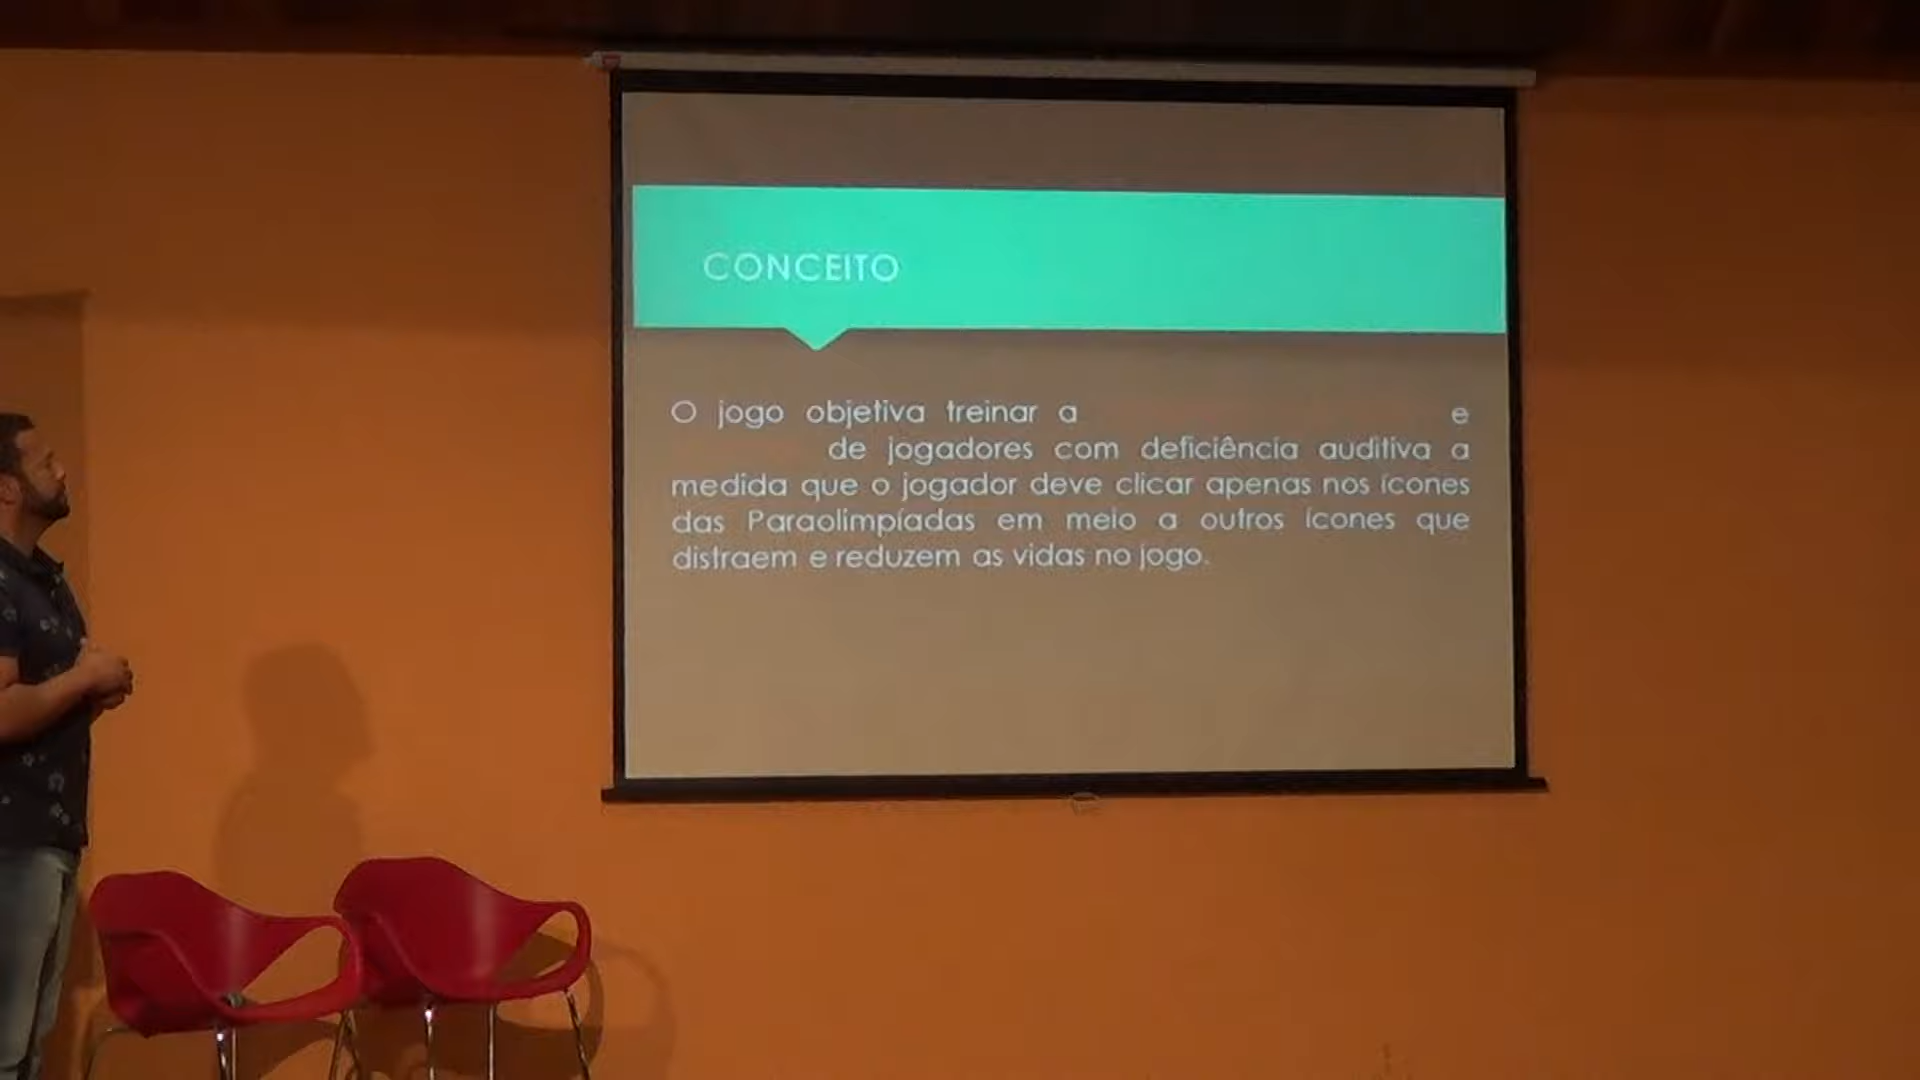 CONCEITO
O jogo objetiva treinar a e
de jogadores com deficiência auditiva a
medida que o jogador deve clicar apenas nos ícones
das Paraolimpíadas em meio a outros ícones que
distraem e reduzem as vidas no jogo.